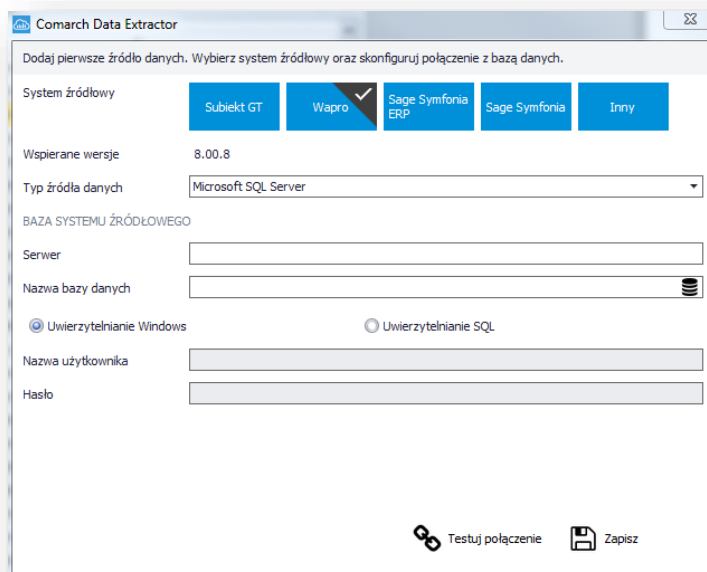 Comarch Data Extractor
Dodaj pierwsze źródło danych. Wybierz system źródłowy oraz skonfiguruj połączenie z bazą danych.
System źródłowy
Subiekt GT
Wapro
Sage Symfonia
ERP
Sage Symfonia
Inny
Wspierane wersje 8.00.8
Typ źródła danych Microsoft SQL Server
BAZA SYSTEMU ŹRÓDŁOWEGO
Serwer
Nazwa bazy danych
Uwierzytelnianie Windows Uwierzytelnianie SQL
Nazwa użytkownika
Hasło
Testuj połączenie Zapisz